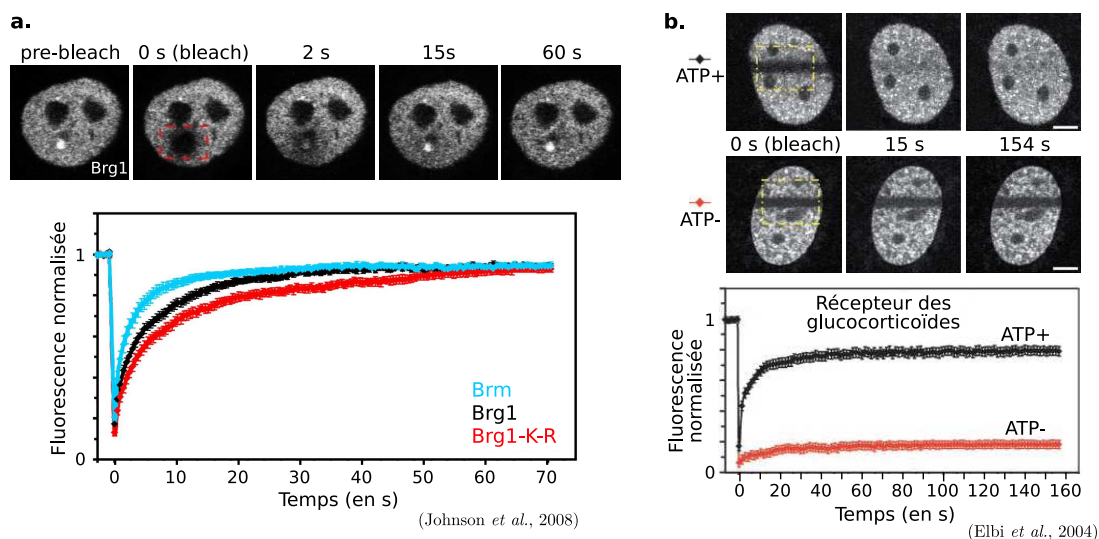 a.
pre-bleach 0 s (bleach) 2 s 15s 60 s
Brg1
Fluorescence normalisée
1
0
Brm
Brg1
Brg1-K-R
0 10 20 30 40 50 60 70
Temps (en s)
(Johnson et al., 2008)
b.
ATP+
0 s (bleach) 15 s 154 s
ATP-
Fluorescence
normalisée
1
0
Récepteur des
glucocorticoïdes
ATP+
ATP-
0 20 40 60 80 100 120 140 160
Temps (en s)
(Elbi et al., 2004)